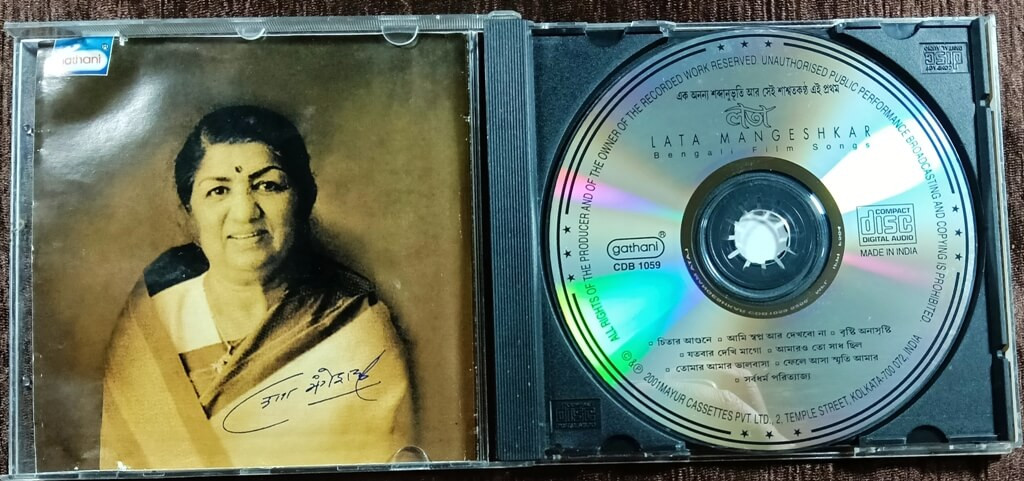 gathani
এক অনন্য শব্দানুভূতি আর সেই শাশ্বতকণ্ঠ এই প্রথম
লতা
LATA MANGESHKAR
Bengali Film Songs
gathani
CDB 1059
COMPACT
disc
DIGITAL AUDIO
MADE IN INDIA
• চিতার আগুনে • আমি স্বপ্ন আর দেখবো না • বৃষ্টি অনাসৃষ্টি
• যতবার দেখি মাগো • আমারও তো সাধ ছিল
• তোমার আমার ভালবাসা • ফেলে আসা স্মৃতি আমার
• সর্বধর্ম পরিত্যাজ্য
ALL RIGHTS OF THE PRODUCER AND OF THE OWNER OF THE RECORDED WORK RESERVED. UNAUTHORISED PUBLIC PERFORMANCE BROADCASTING AND COPYING IS PROHIBITED.
℗ © 2001 MAYUR CASSETTES PVT. LTD., 2, TEMPLE STREET, KOLKATA-700 072, INDIA